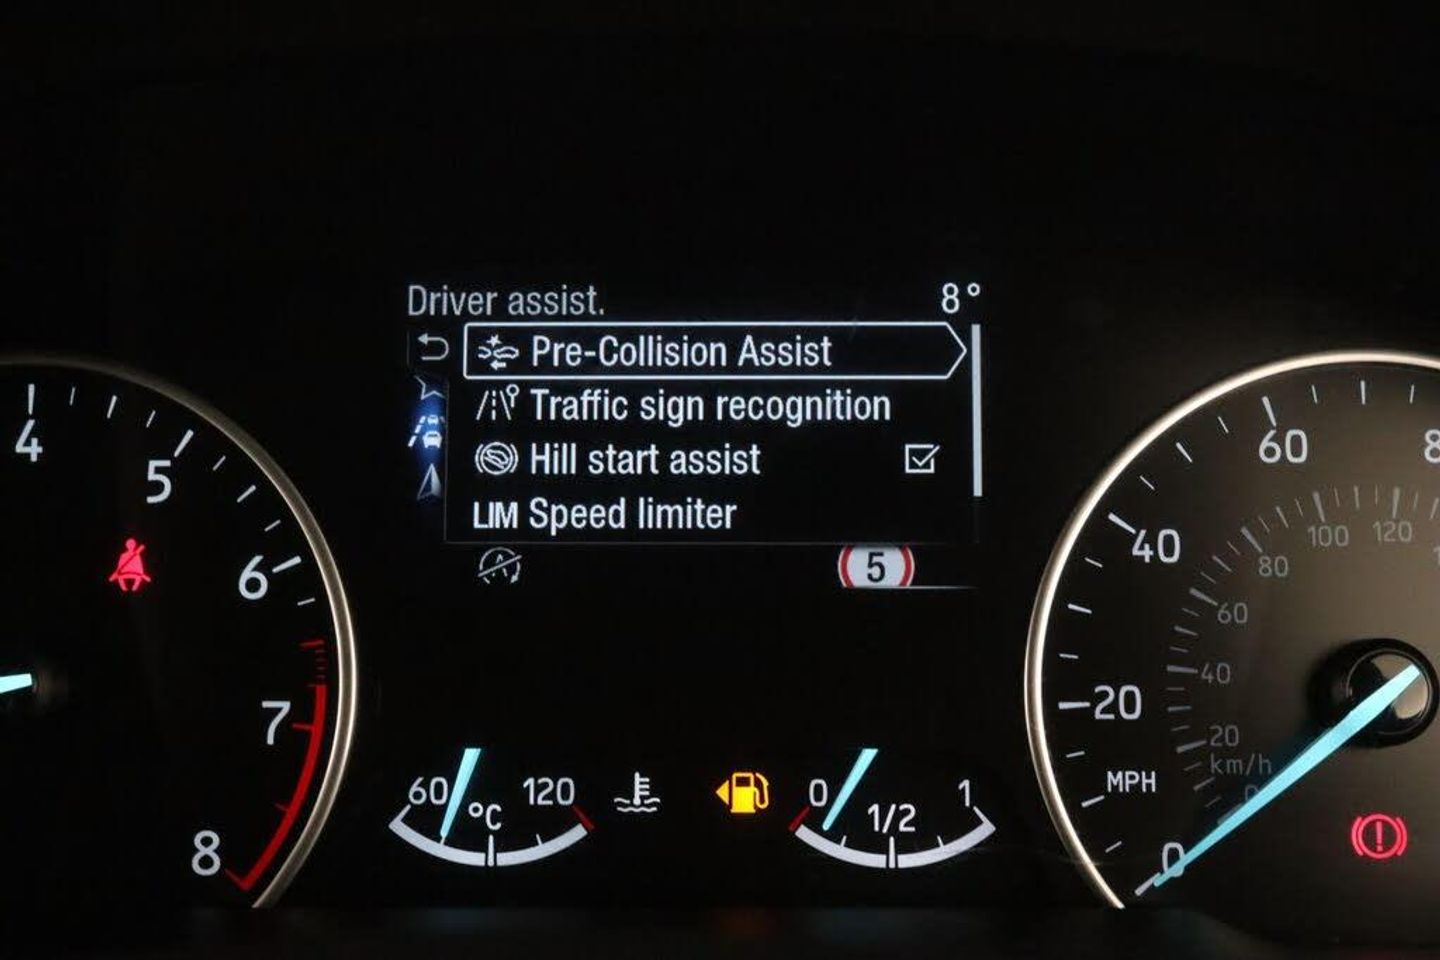 Driver assist. 8°
Pre-Collision Assist
Traffic sign recognition
Hill start assist
LIM Speed limiter
5
4
5
6
7
8
60 120
°C
0 1/2 1
60
40
20
MPH
0
120
100
80
60
40
20
km/h
0